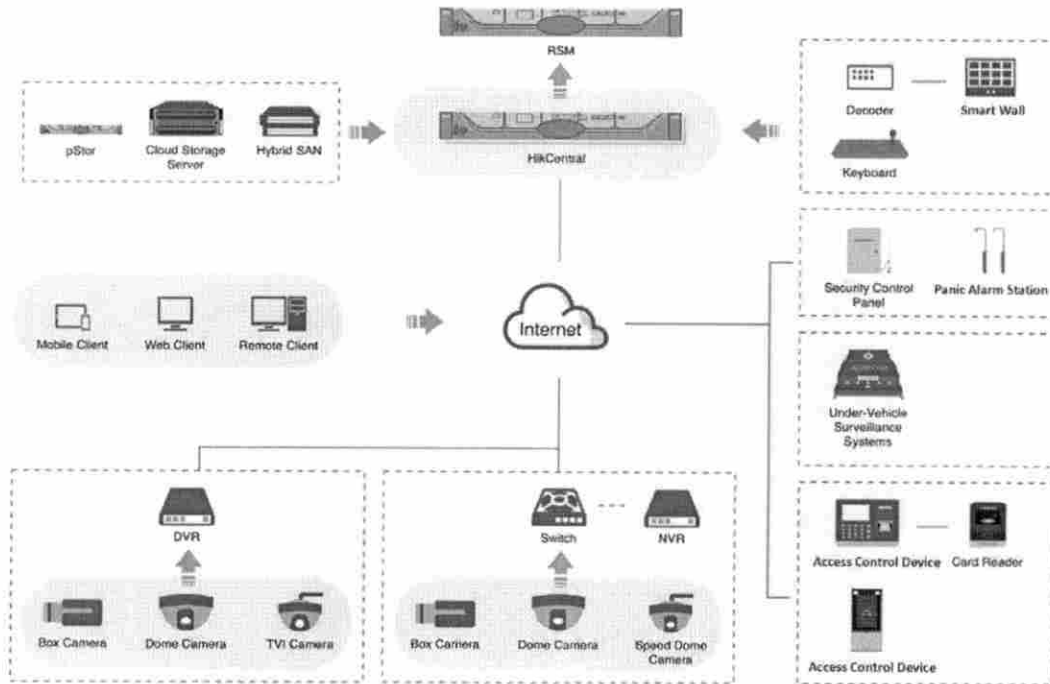 RSM
Decoder
Smart Wall
pStor
Cloud Storage
Server
Hybrid SAN
HikCentral
Keyboard
Security Control
Panel
Panic Alarm Station
Internet
Mobile Client
Web Client
Remote Client
Under-Vehicle
Surveillance
Systems
DVR
Switch
NVR
Access Control Device
Card Reader
Box Camera
Dome Camera
TVI Camera
Box Camera
Dome Camera
Speed Dome
Camera
Access Control Device